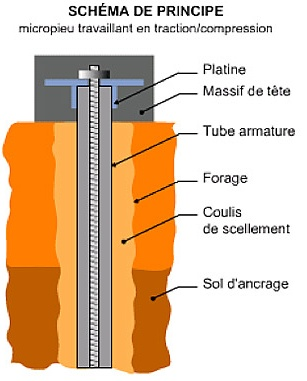 SCHÉMA DE PRINCIPE
micropieu travaillant en traction/compression
Platine
Massif de tête
Tube armature
Forage
Coulis
de scellement
Sol d'ancrage